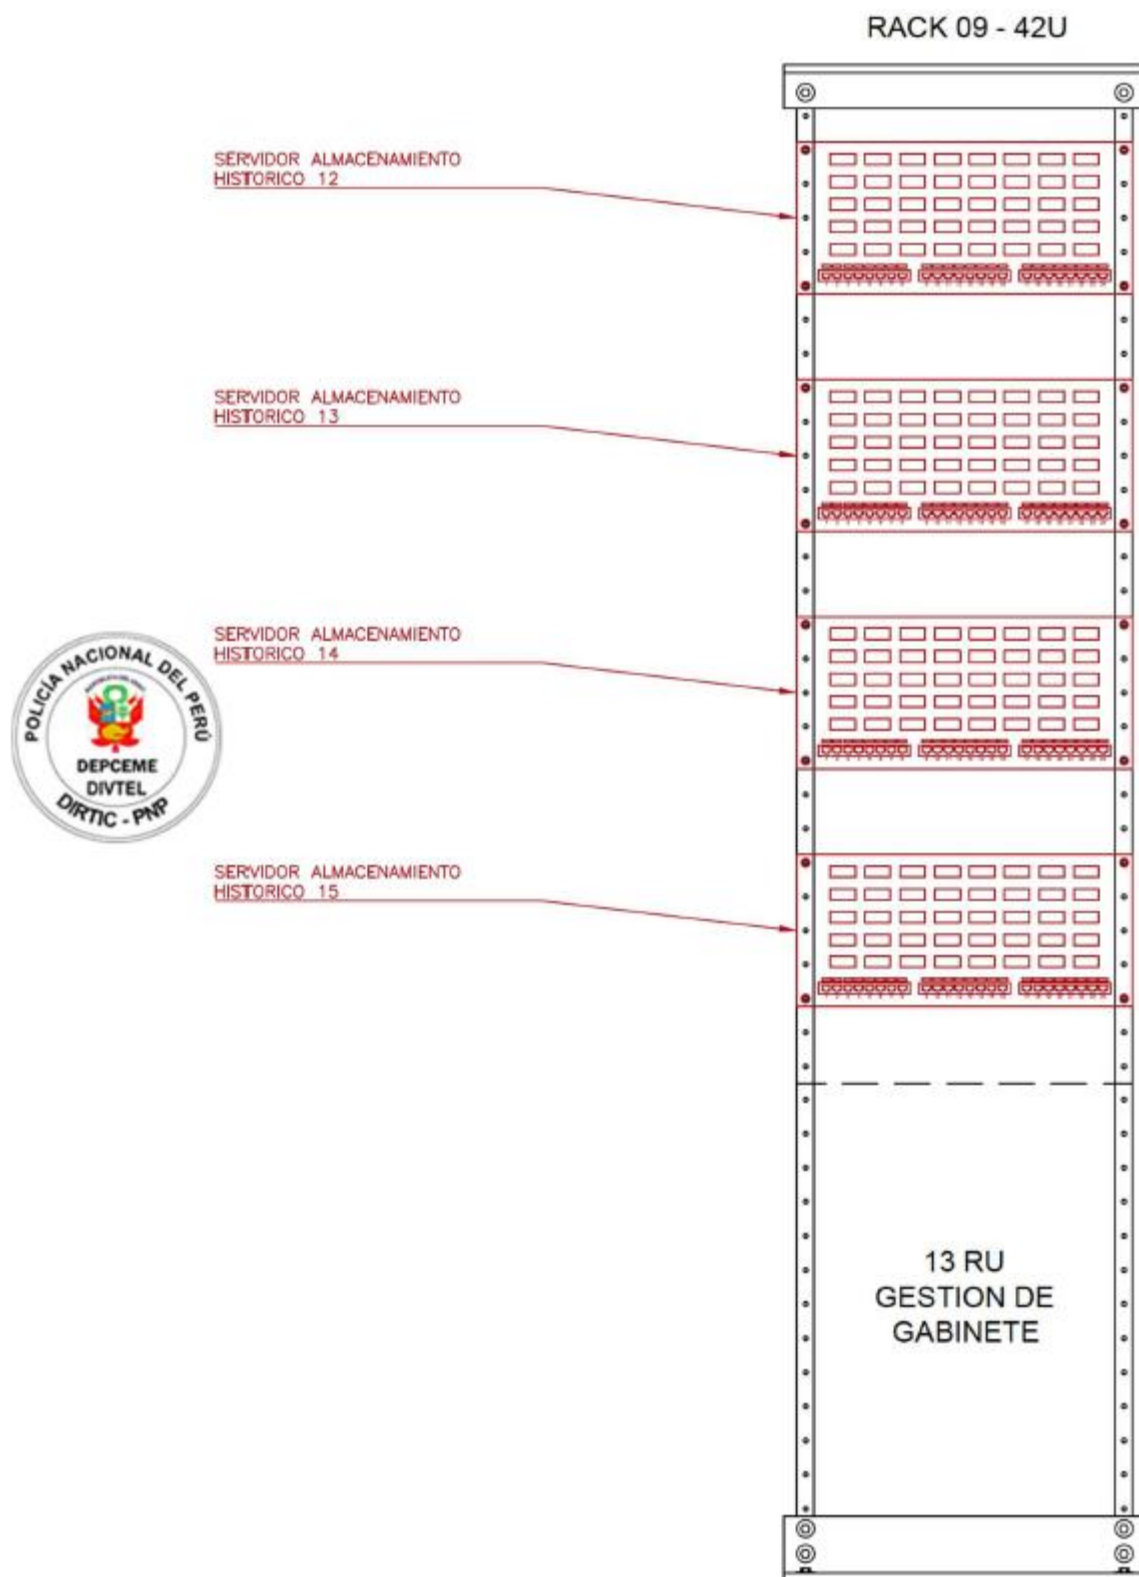 RACK 09 - 42U
SERVIDOR ALMACENAMIENTO
HISTORICO 12
SERVIDOR ALMACENAMIENTO
HISTORICO 13
SERVIDOR ALMACENAMIENTO
HISTORICO 14
POLICÍA NACIONAL DEL PERÚ
DEPCEME
DIVTEL
DIRTIC - PNP
SERVIDOR ALMACENAMIENTO
HISTORICO 15
13 RU
GESTION DE
GABINETE